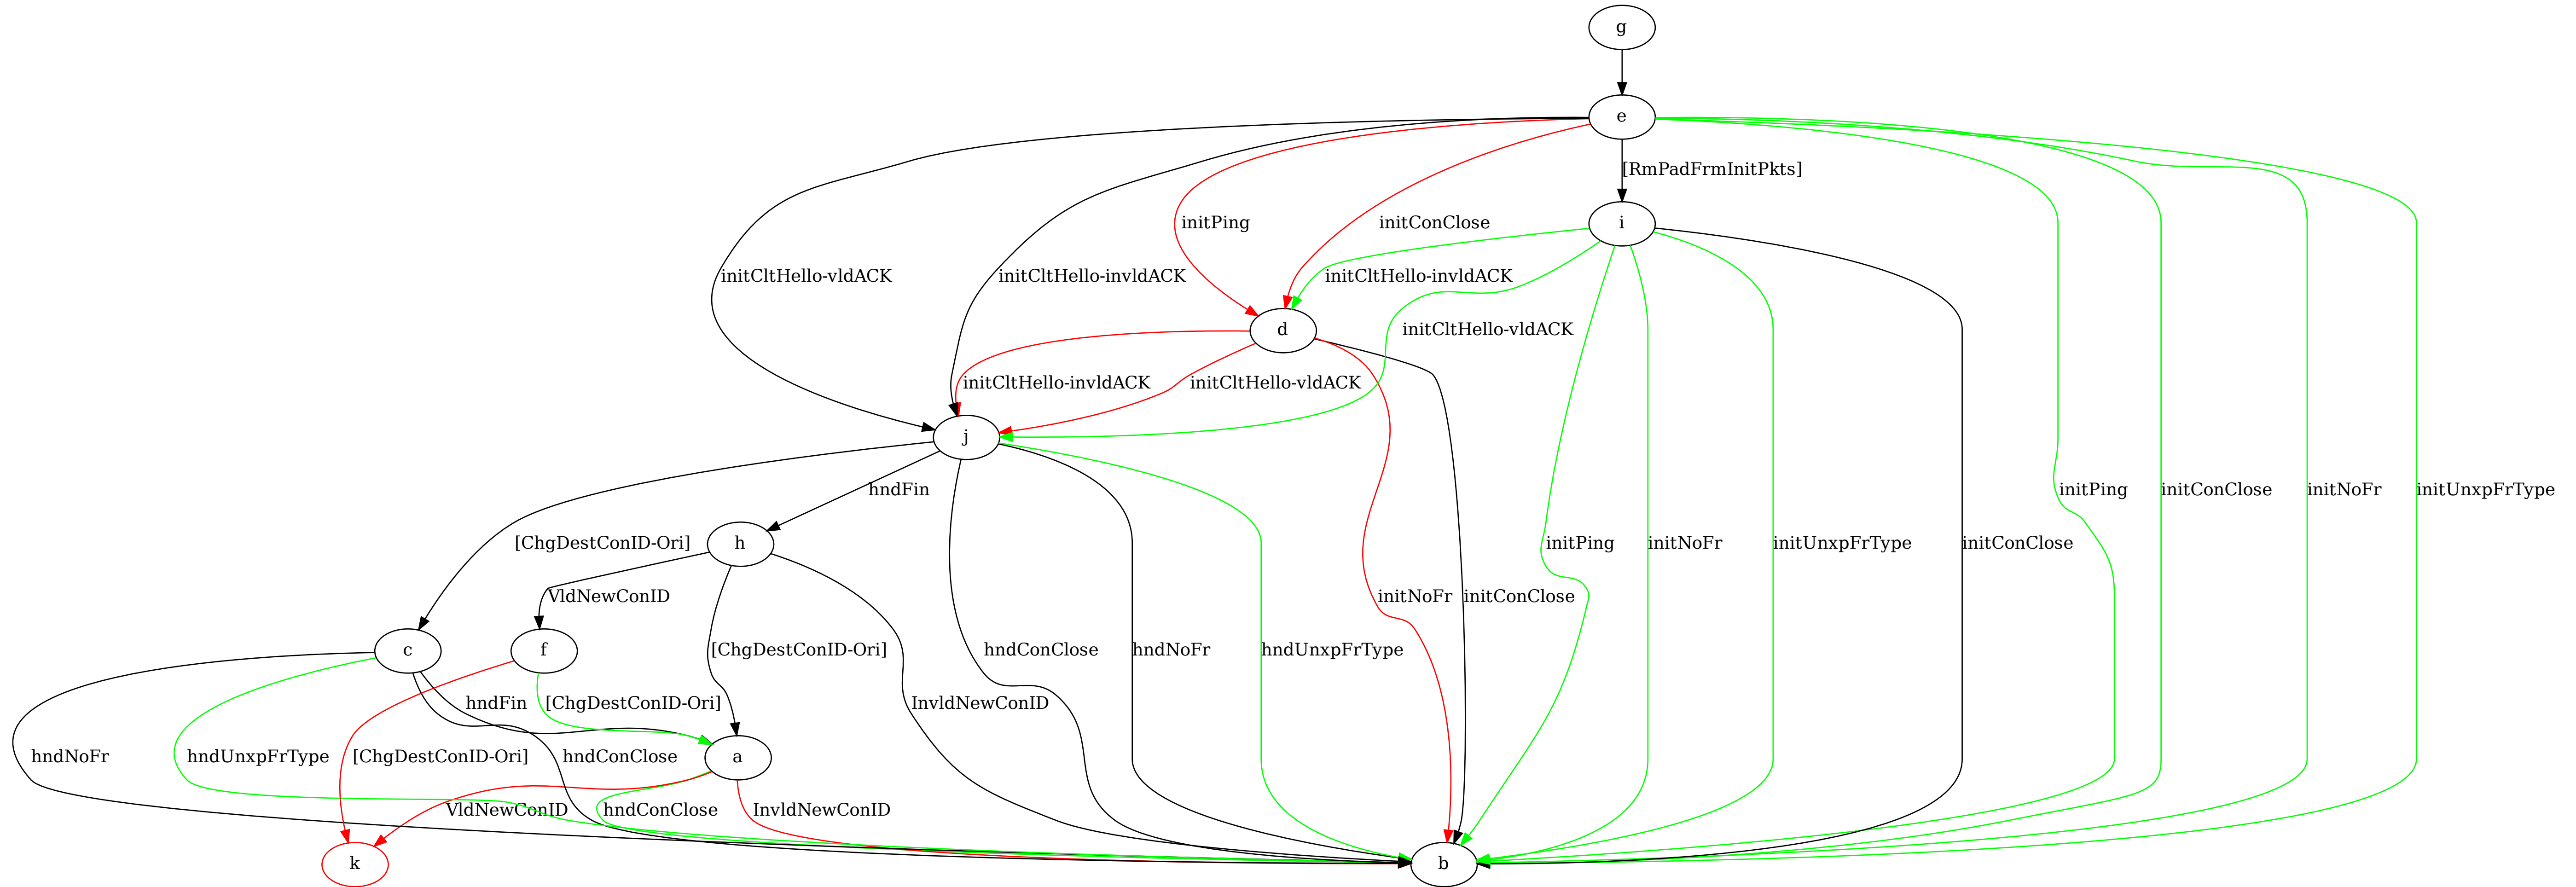 g
e
[RmPadFrmInitPkts]
initPing
initConClose
i
initCltHello-vldACK
initCltHello-invldACK
initCltHello-invldACK
d
initCltHello-vldACK
initCltHello-invldACK
initCltHello-vldACK
j
hndFin
initPing
initConClose
initNoFr
initUnxpFrType
[ChgDestConID-Ori]
h
initPing
initNoFr
initUnxpFrType
initConClose
VldNewConID
initNoFr
initConClose
c
f
[ChgDestConID-Ori]
hndConClose
hndNoFr
hndUnxpFrType
hndFin
[ChgDestConID-Ori]
InvldNewConID
hndNoFr
hndUnxpFrType
[ChgDestConID-Ori]
hndConClose
a
VldNewConID
hndConClose
InvldNewConID
k
b